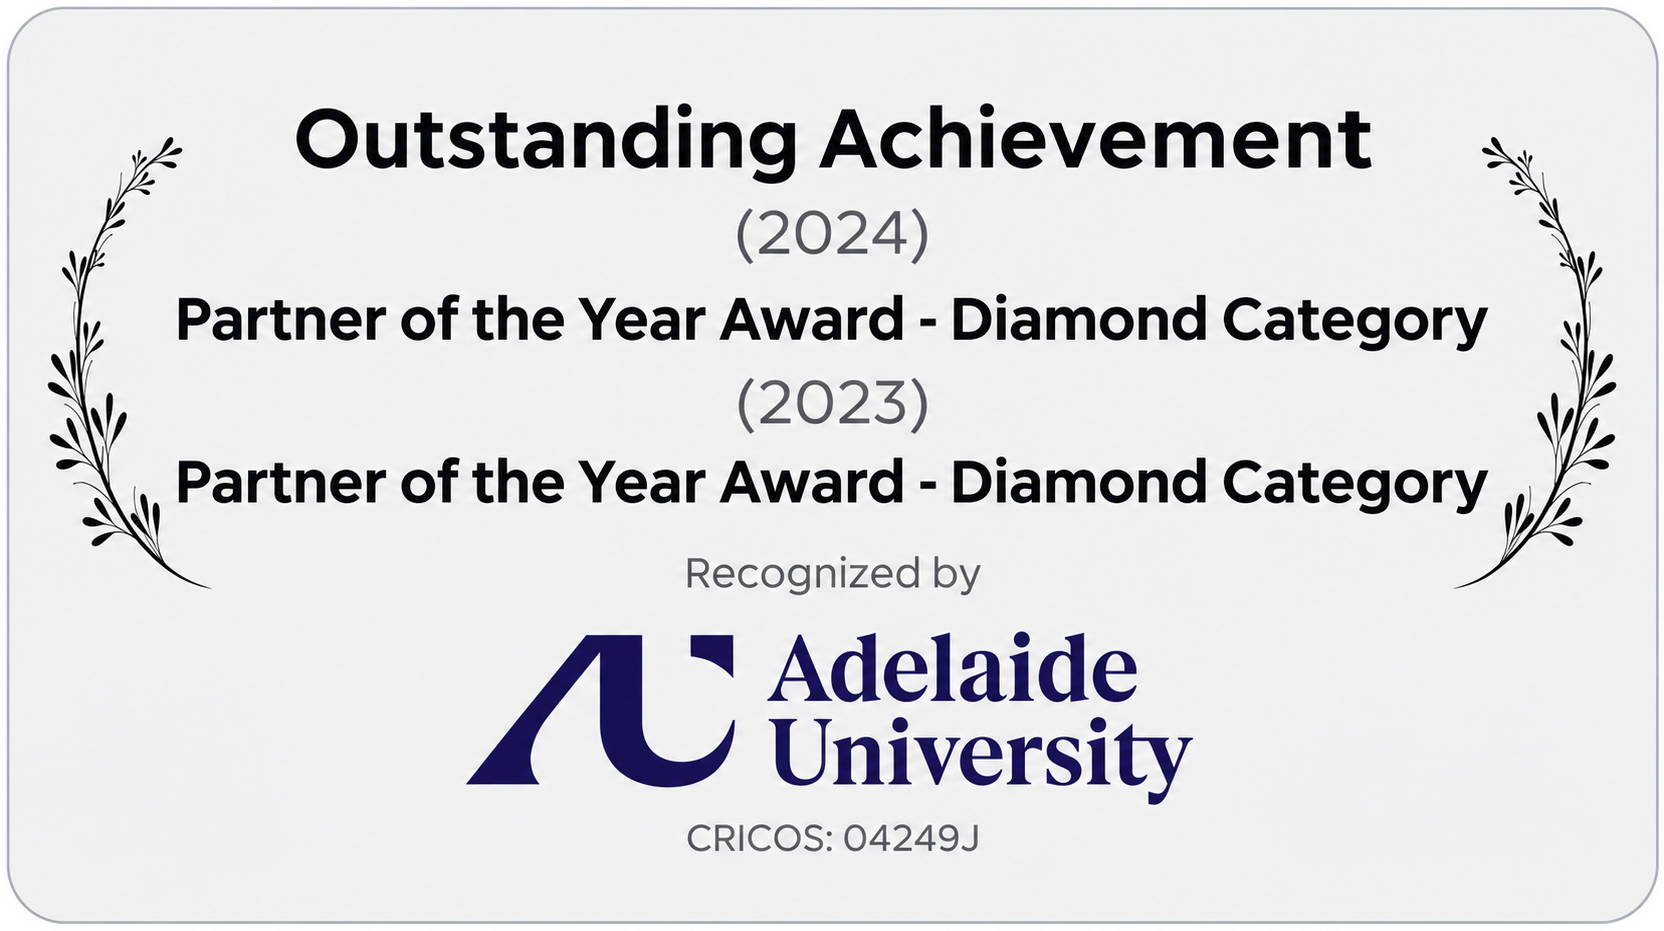 Outstanding Achievement
(2024)
Partner of the Year Award - Diamond Category
(2023)
Partner of the Year Award - Diamond Category
Recognized by
AU Adelaide
University
CRICOS: 04249J